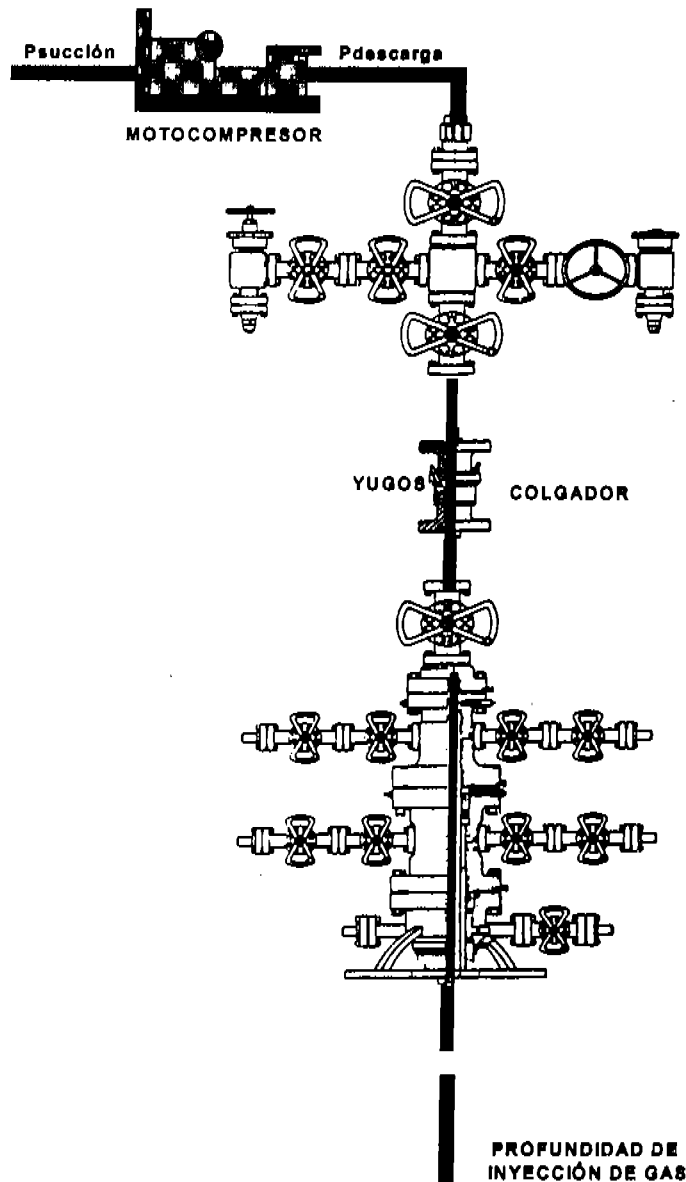 Psucción
Pdescarga
MOTOCOMPRESOR
YUGOS
COLGADOR
PROFUNDIDAD DE
INYECCIÓN DE GAS